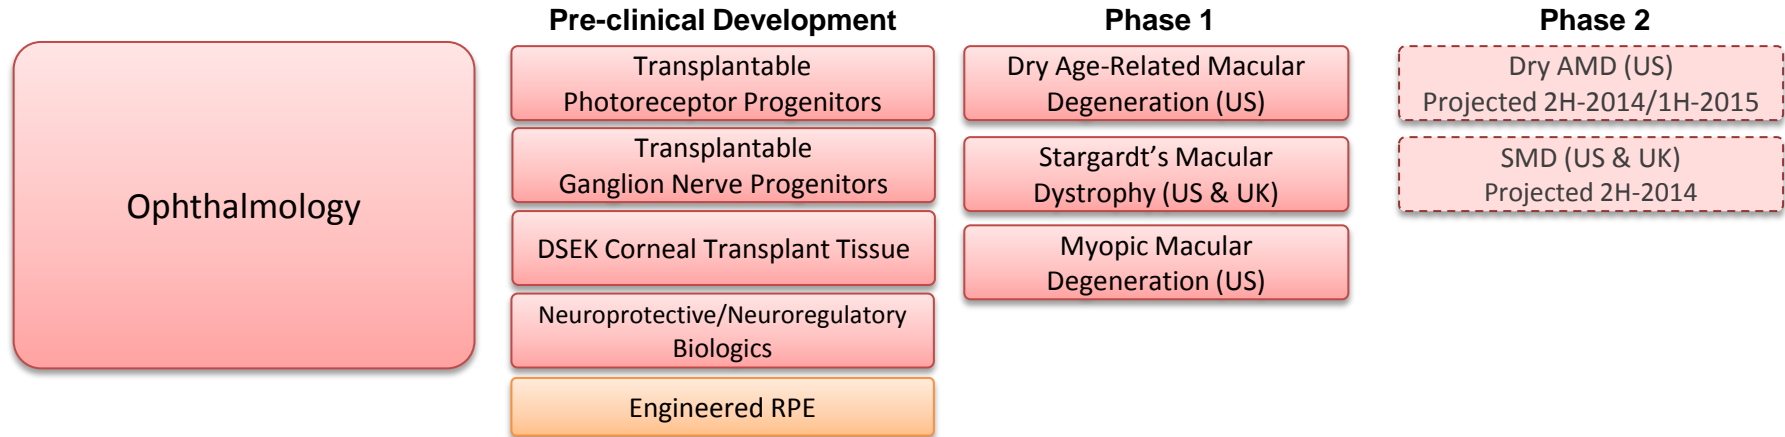 Pre-clinical Development
Phase 1
Phase 2
Ophthalmology
Transplantable
Photoreceptor Progenitors
Transplantable
Ganglion Nerve Progenitors
DSEK Corneal Transplant Tissue
Neuroprotective/Neuroregulatory
Biologics
Engineered RPE
Dry Age-Related Macular
Degeneration (US)
Stargardt’s Macular
Dystrophy (US & UK)
Myopic Macular
Degeneration (US)
Dry AMD (US)
Projected 2H-2014/1H-2015
SMD (US & UK)
Projected 2H-2014